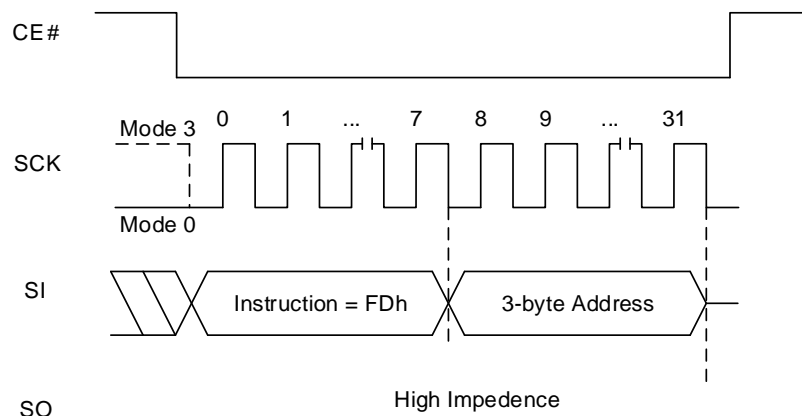 CE#
0 1 ... 7 8 9 ... 31
Mode 3
SCK
Mode 0
SI
Instruction = FDh
3-byte Address
High Impedence
SO